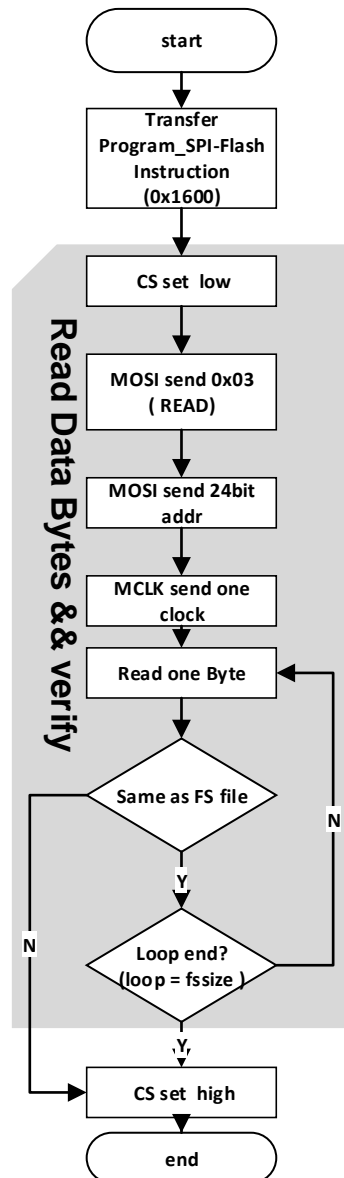 start
Transfer
Program_SPI-Flash
Instruction
(0x1600)
CS set low
Read Data Bytes && verify
MOSI send 0x03
( READ)
MOSI send 24bit
addr
MCLK send one
clock
Read one Byte
Same as FS file
N
Y
N
Loop end?
(loop = fssize )
Y
CS set high
end